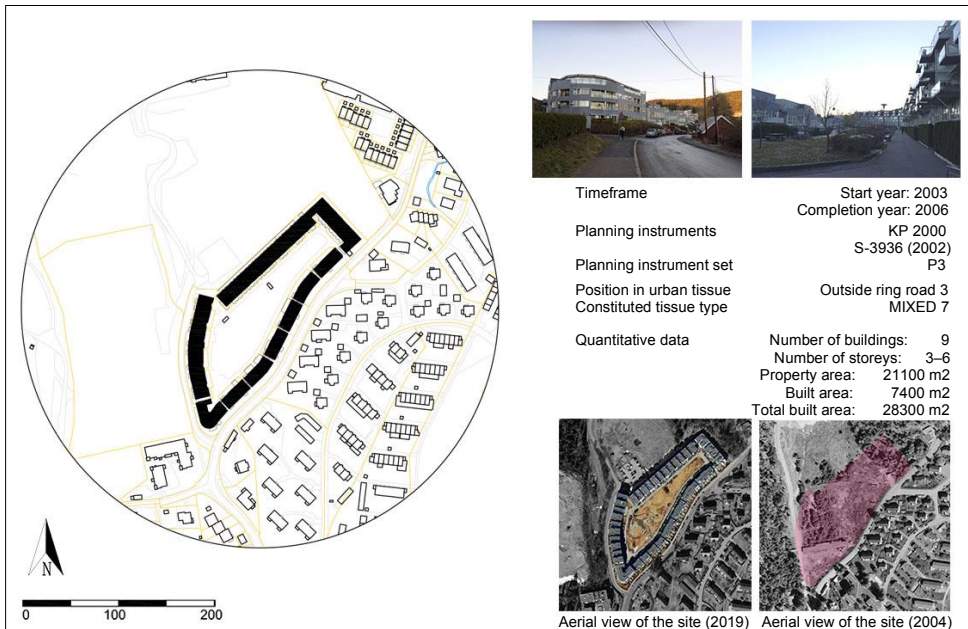 Timeframe Start year: 2003
Completion year: 2006
Planning instruments KP 2000
S-3936 (2002)
Planning instrument set P3
Position in urban tissue Outside ring road 3
Constituted tissue type MIXED 7
Quantitative data Number of buildings: 9
Number of storeys: 3–6
Property area: 21100 m2
Built area: 7400 m2
Total built area: 28300 m2
N
0 100 200
Aerial view of the site (2019) Aerial view of the site (2004)